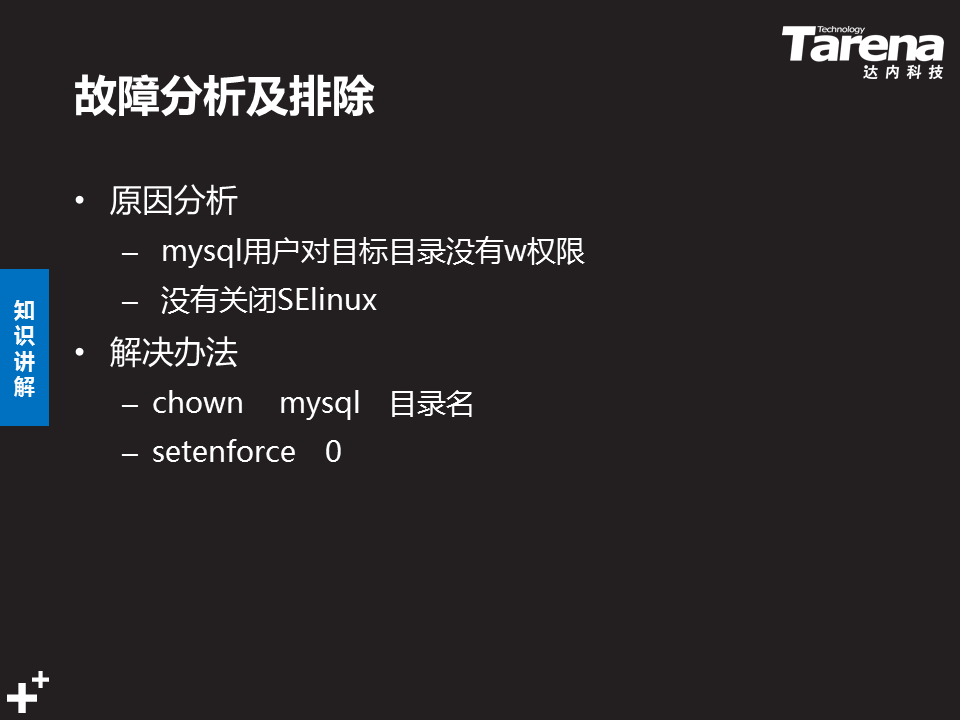 Technology
Tarena
达内科技
故障分析及排除
• 原因分析
– mysql用户对目标目录没有w权限
– 没有关闭SElinux
• 解决办法
– chown mysql 目录名
– setenforce 0
知识讲解